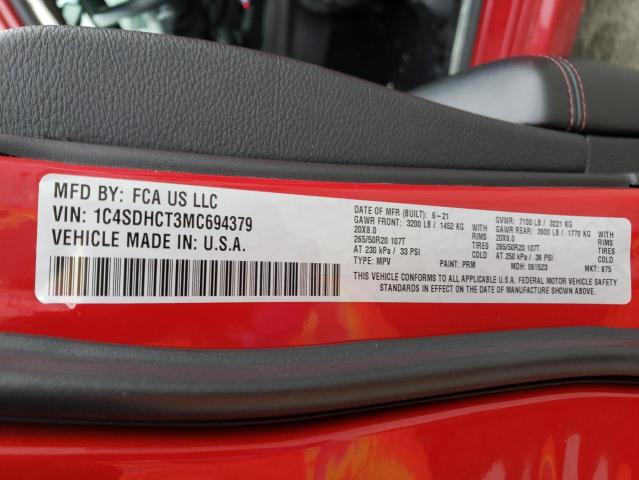 MFD BY: FCA US LLC
VIN: 1C4SDHCT3MC694379
VEHICLE MADE IN: U.S.A.
DATE OF MFR (BUILT): 6-21 GVWR: 7100 LB / 3221 KG
GAWR FRONT: 3200 LB / 1452 KG GAWR REAR: 3900 LB / 1770 KG
20X8.0 RIMS 20X8.0 RIMS
265/50R20 107T TIRES 265/50R20 107T TIRES
AT 230 kPa / 33 PSI COLD AT 250 kPa / 36 PSI COLD
TYPE: MPV PAINT: PRM MDH: 061523 MKT: 875
THIS VEHICLE CONFORMS TO ALL APPLICABLE U.S.A. FEDERAL MOTOR VEHICLE SAFETY
STANDARDS IN EFFECT ON THE DATE OF MANUFACTURE SHOWN ABOVE.